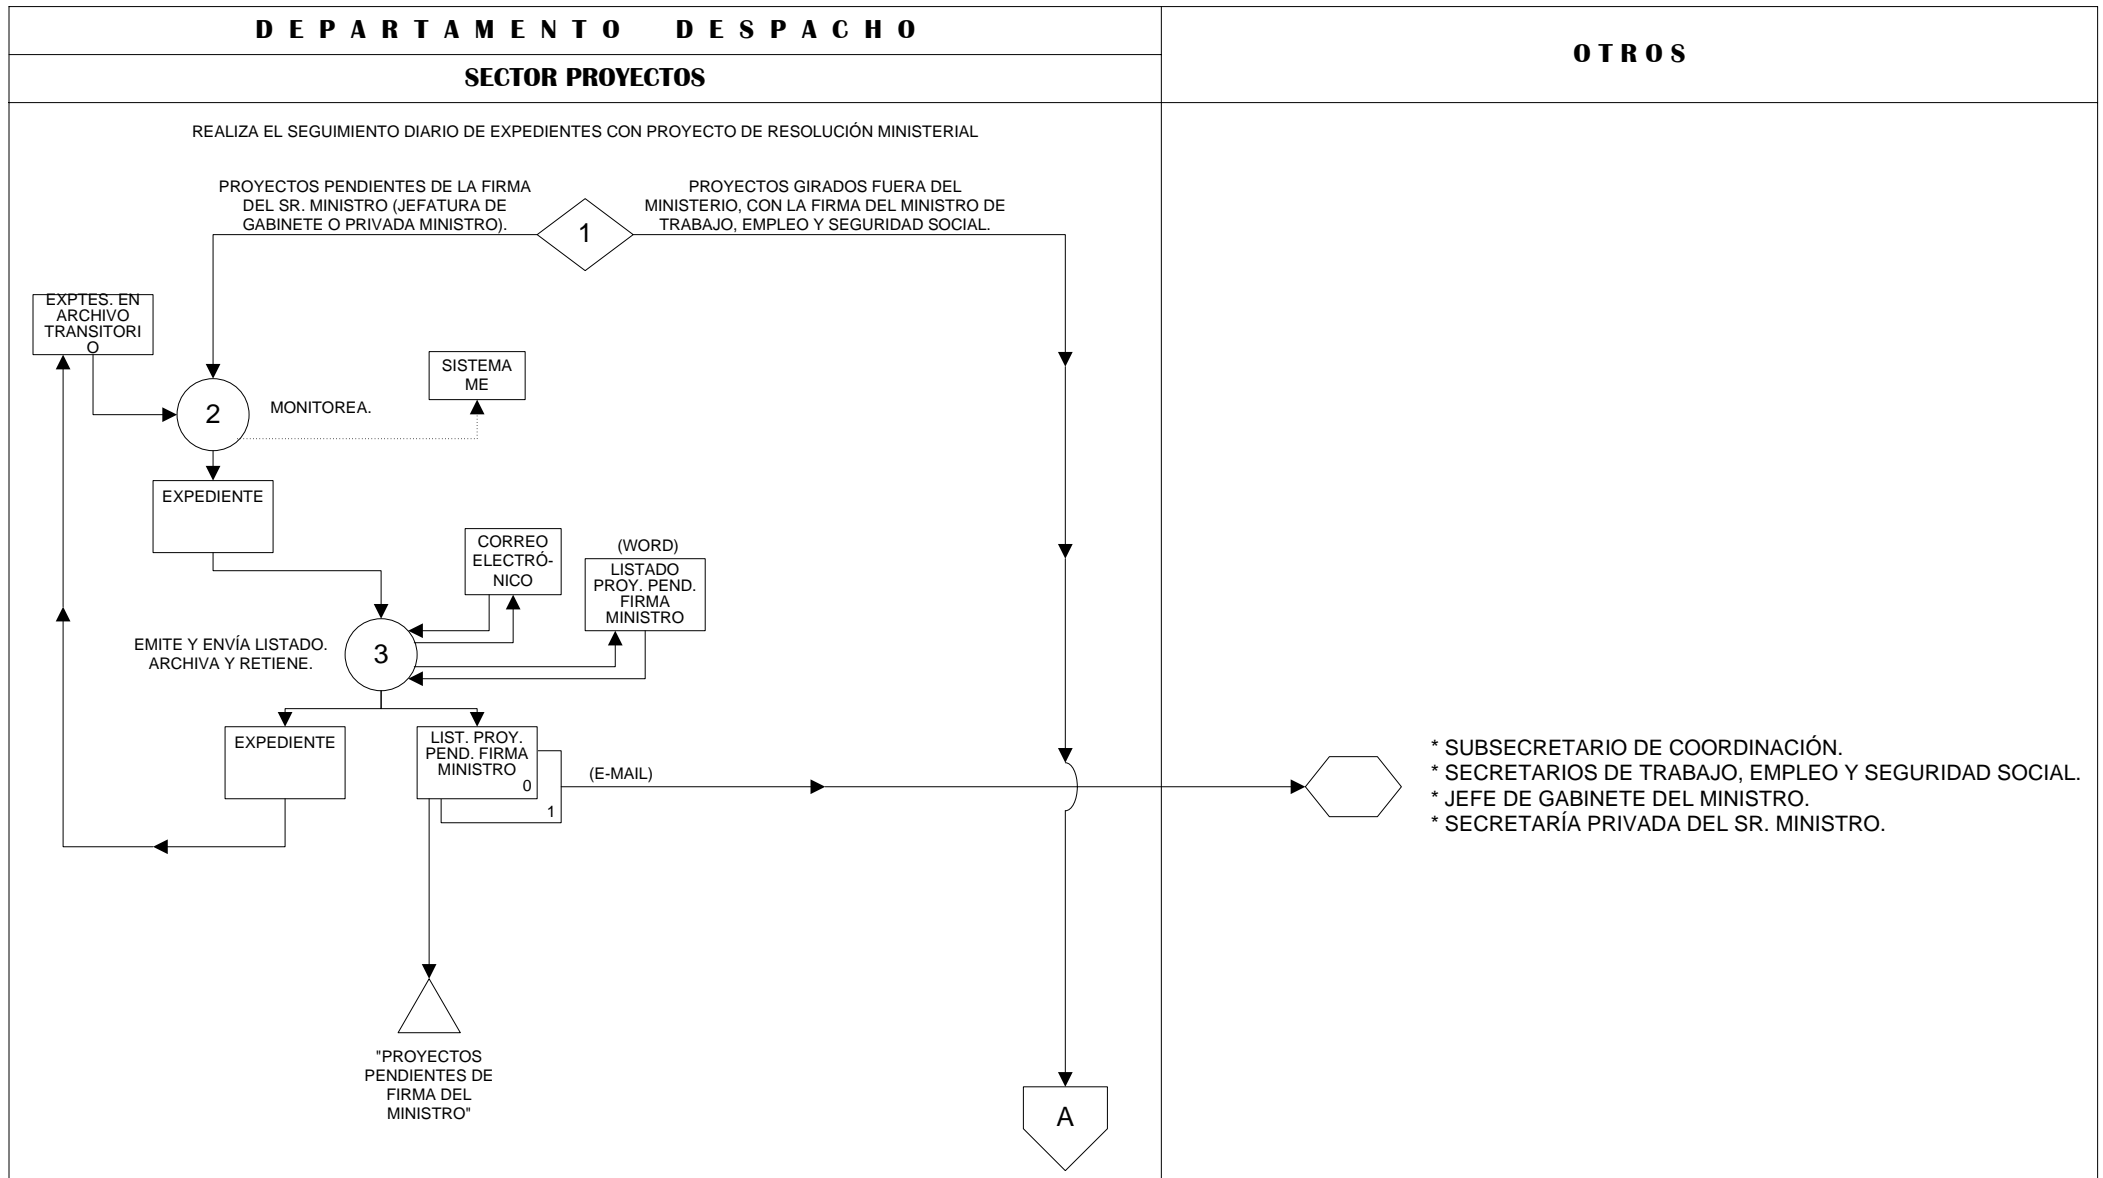 DEPARTAMENTO DESPACHO
OTROS
SECTOR PROYECTOS
REALIZA EL SEGUIMIENTO DIARIO DE EXPEDIENTES CON PROYECTO DE RESOLUCIÓN MINISTERIAL
PROYECTOS PENDIENTES DE LA FIRMA
DEL SR. MINISTRO (JEFATURA DE
GABINETE O PRIVADA MINISTRO).
1
PROYECTOS GIRADOS FUERA DEL
MINISTERIO, CON LA FIRMA DEL MINISTRO DE
TRABAJO, EMPLEO Y SEGURIDAD SOCIAL.
EXPTES. EN
ARCHIVO
TRANSITORI
O
SISTEMA
ME
2
MONITOREA.
EXPEDIENTE
CORREO
ELECTRÓ-
NICO
(WORD)
LISTADO
PROY. PEND.
FIRMA
MINISTRO
EMITE Y ENVÍA LISTADO.
ARCHIVA Y RETIENE.
3
EXPEDIENTE
LIST. PROY.
PEND. FIRMA
MINISTRO
0
1
(E-MAIL)
* SUBSECRETARIO DE COORDINACIÓN.
* SECRETARIOS DE TRABAJO, EMPLEO Y SEGURIDAD SOCIAL.
* JEFE DE GABINETE DEL MINISTRO.
* SECRETARÍA PRIVADA DEL SR. MINISTRO.
"PROYECTOS
PENDIENTES DE
FIRMA DEL
MINISTRO"
A